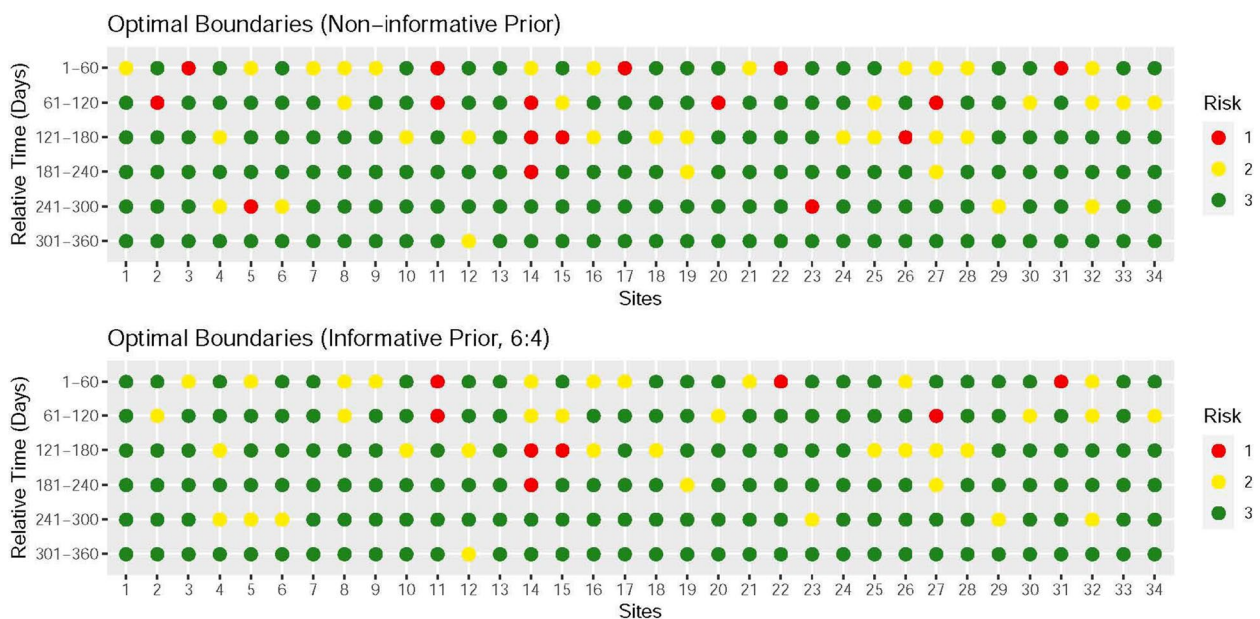 Optimal Boundaries (Non−informative Prior)
Relative Time (Days)
1−60
61−120
121−180
181−240
241−300
301−360
1 2 3 4 5 6 7 8 9 10 11 12 13 14 15 16 17 18 19 20 21 22 23 24 25 26 27 28 29 30 31 32 33 34
Sites
Risk
1
2
3
Optimal Boundaries (Informative Prior, 6:4)
Relative Time (Days)
1−60
61−120
121−180
181−240
241−300
301−360
1 2 3 4 5 6 7 8 9 10 11 12 13 14 15 16 17 18 19 20 21 22 23 24 25 26 27 28 29 30 31 32 33 34
Sites
Risk
1
2
3